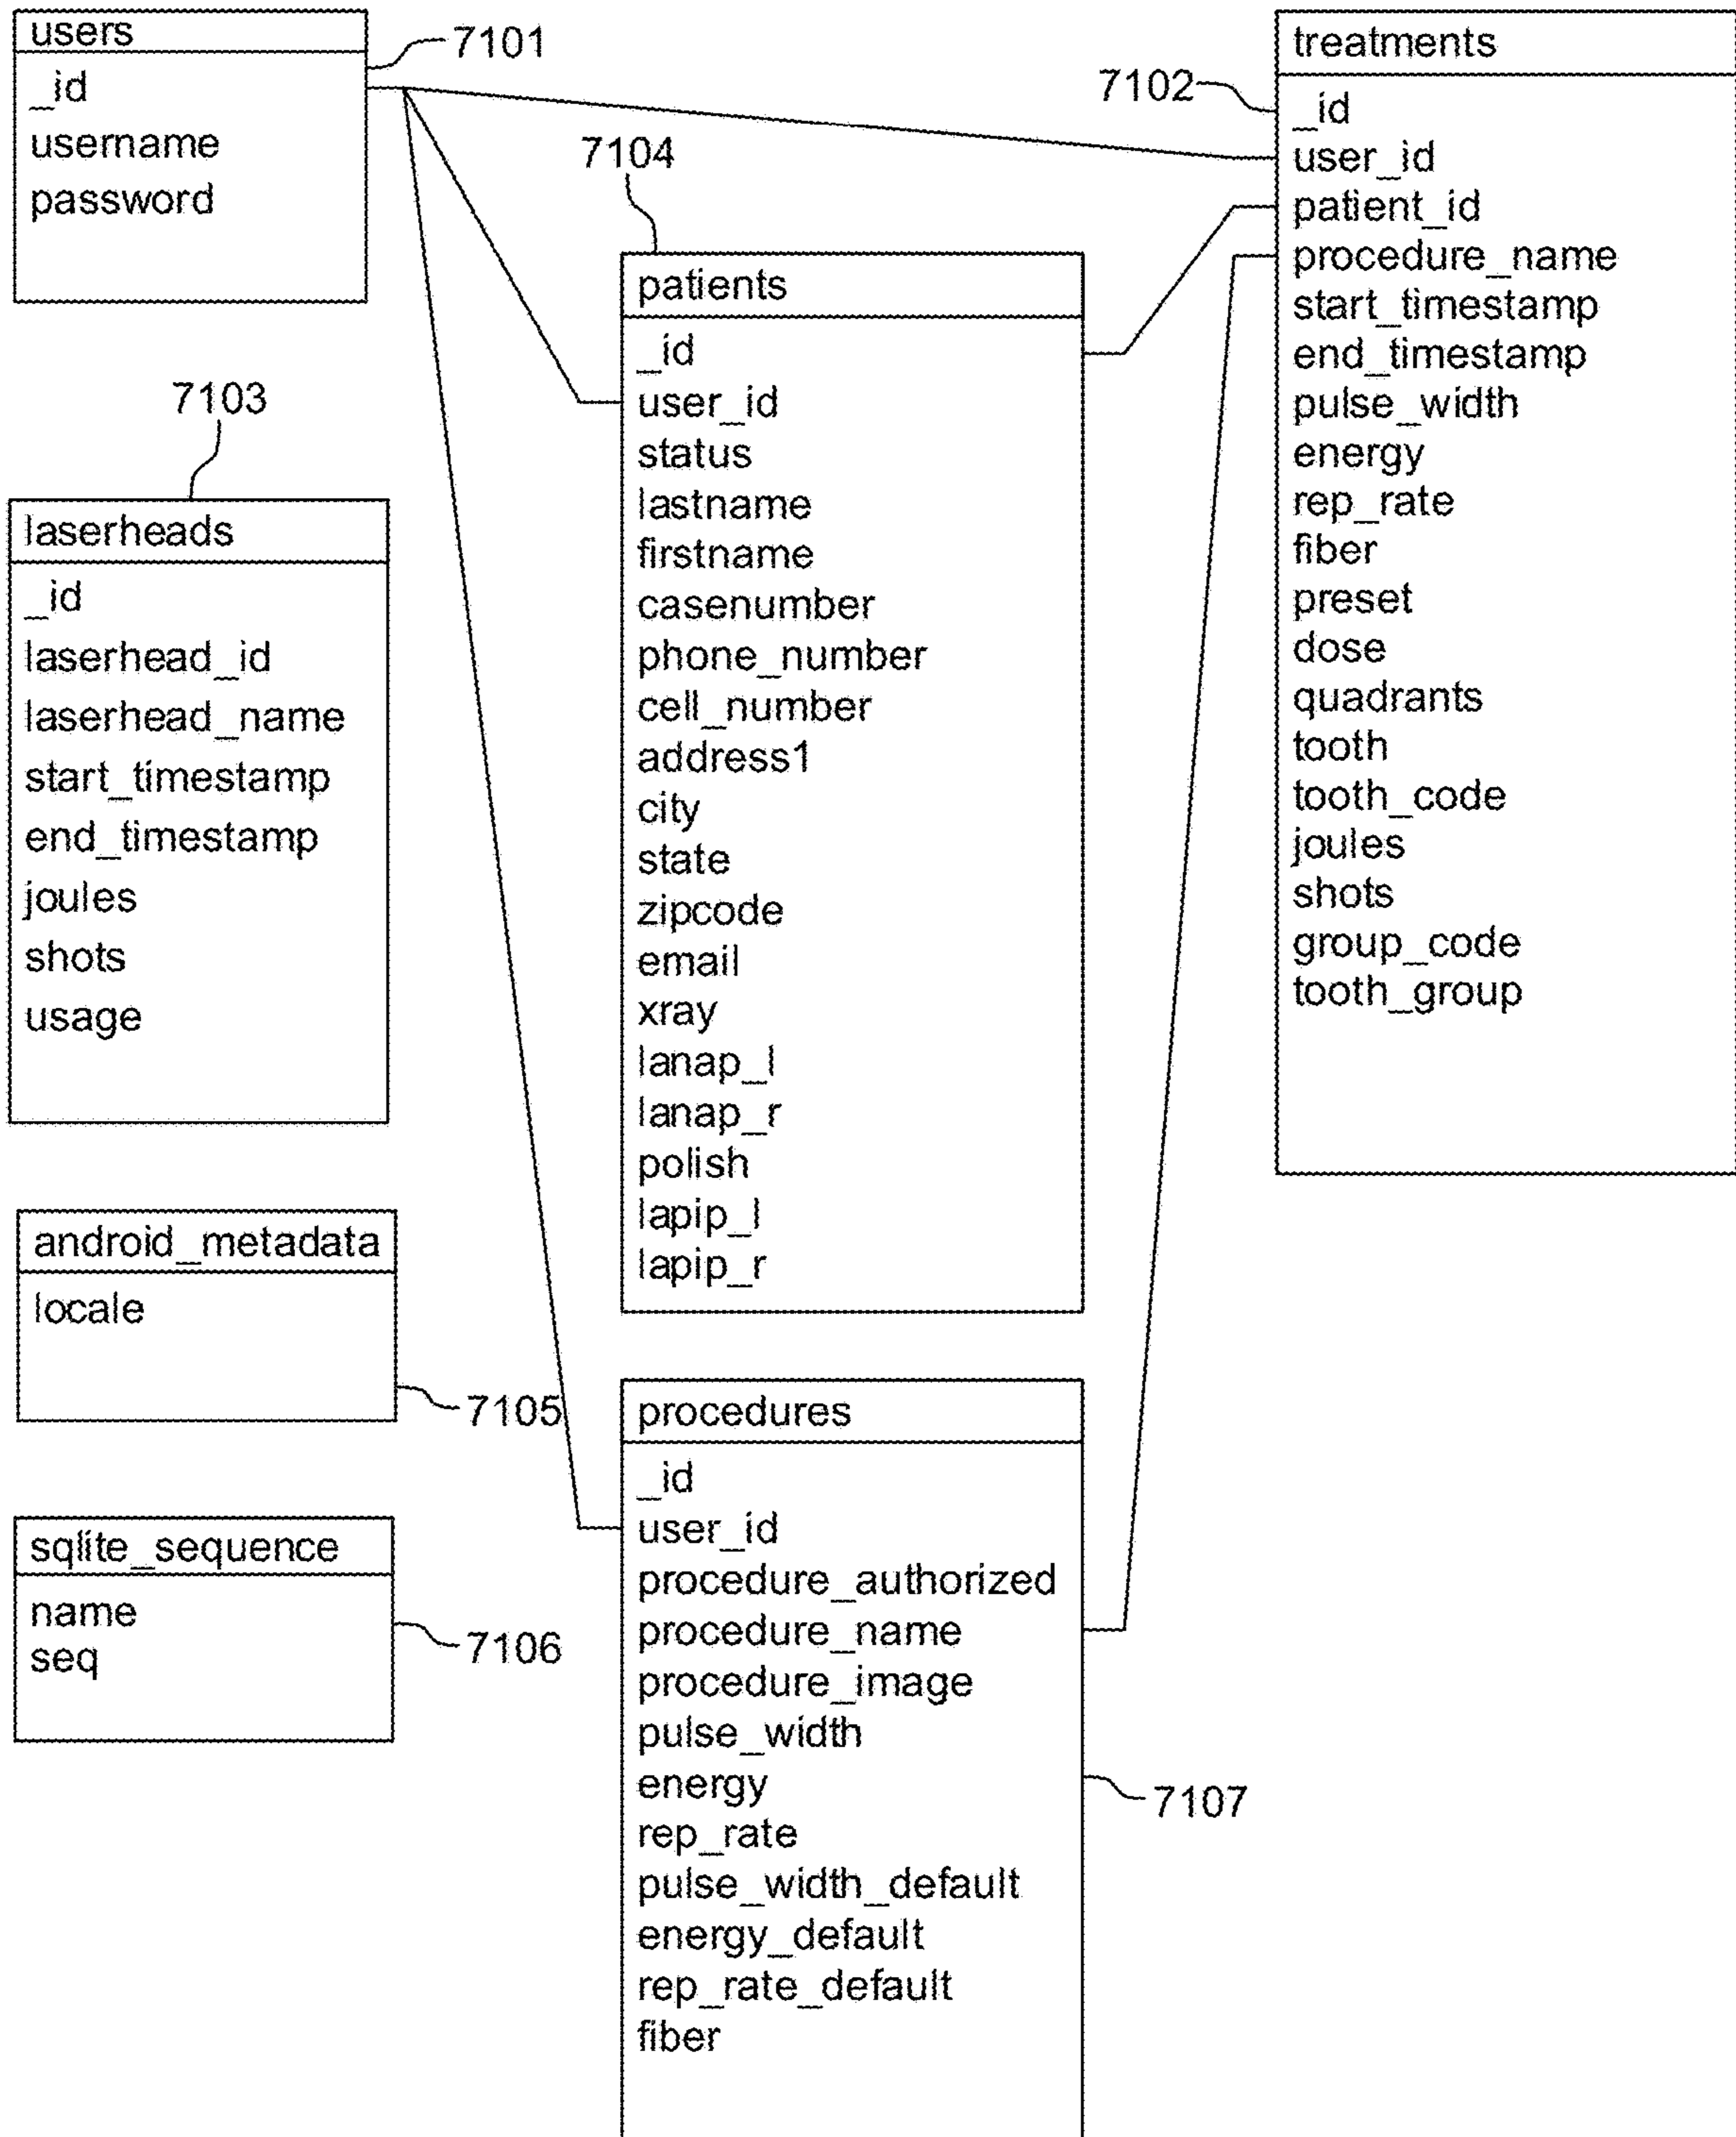 users
_id
username
password
7101
7102
treatments
_id
user_id
patient_id
procedure_name
start_timestamp
end_timestamp
pulse_width
energy
rep_rate
fiber
preset
dose
quadrants
tooth
tooth_code
joules
shots
group_code
tooth_group
7104
patients
_id
user_id
status
lastname
firstname
casenumber
phone_number
cell_number
address1
city
state
zipcode
email
xray
lanap_l
lanap_r
polish
lapip_l
lapip_r
7103
laserheads
_id
laserhead_id
laserhead_name
start_timestamp
end_timestamp
joules
shots
usage
android_metadata
locale
7105
sqlite_sequence
name
seq
7106
procedures
_id
user_id
procedure_authorized
procedure_name
procedure_image
pulse_width
energy
rep_rate
pulse_width_default
energy_default
rep_rate_default
fiber
7107